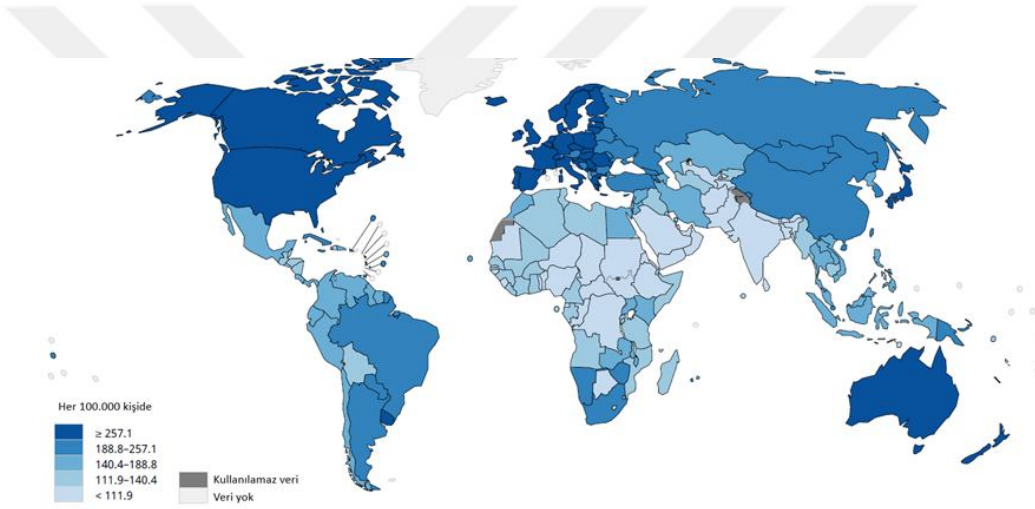 Her 100.000 kişide
≥ 257.1
188.8–257.1
140.4–188.8
111.9–140.4
< 111.9
Kullanılamaz veri
Veri yok